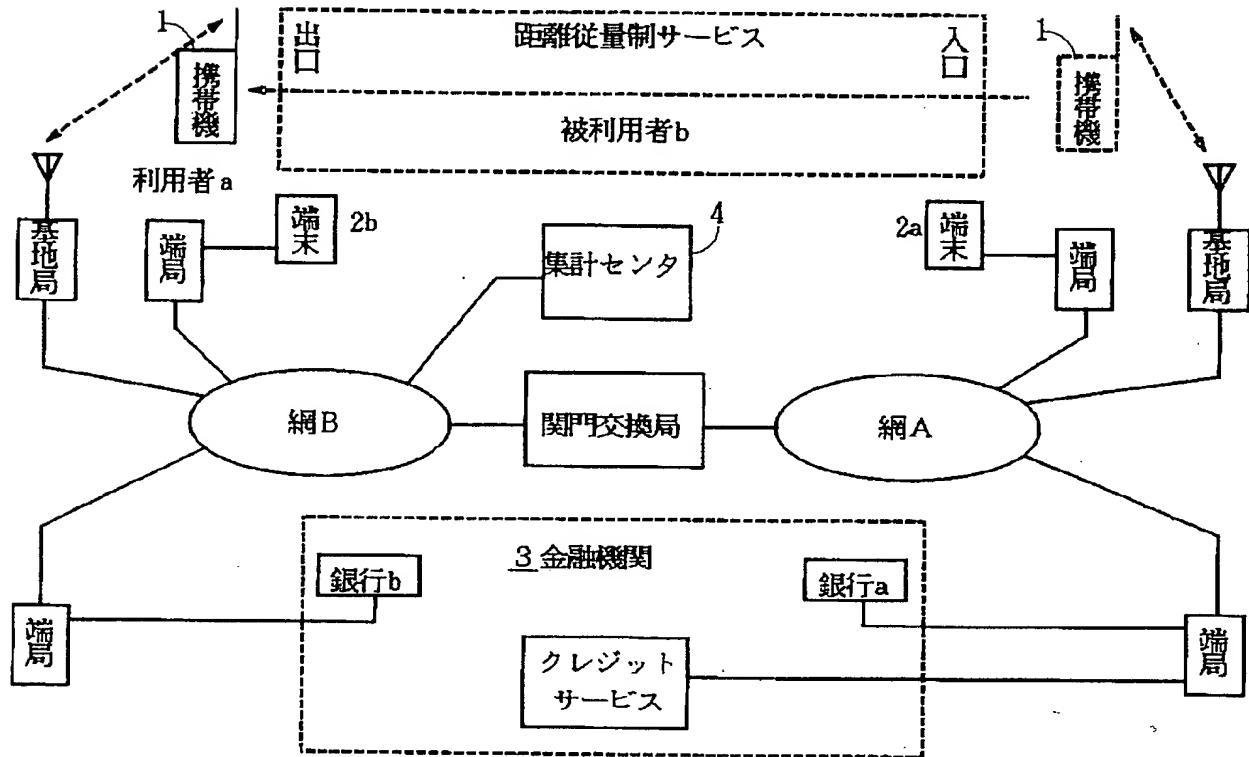 1
携帯機
出口
距離従量制サービス
入口
1
携帯機
被利用者b
利用者a
基地局
端局
端末
2b
集計センタ
4
2a
端末
端局
基地局
網B
関門交換局
網A
3 金融機関
銀行b
銀行a
端局
クレジット
サービス
端局